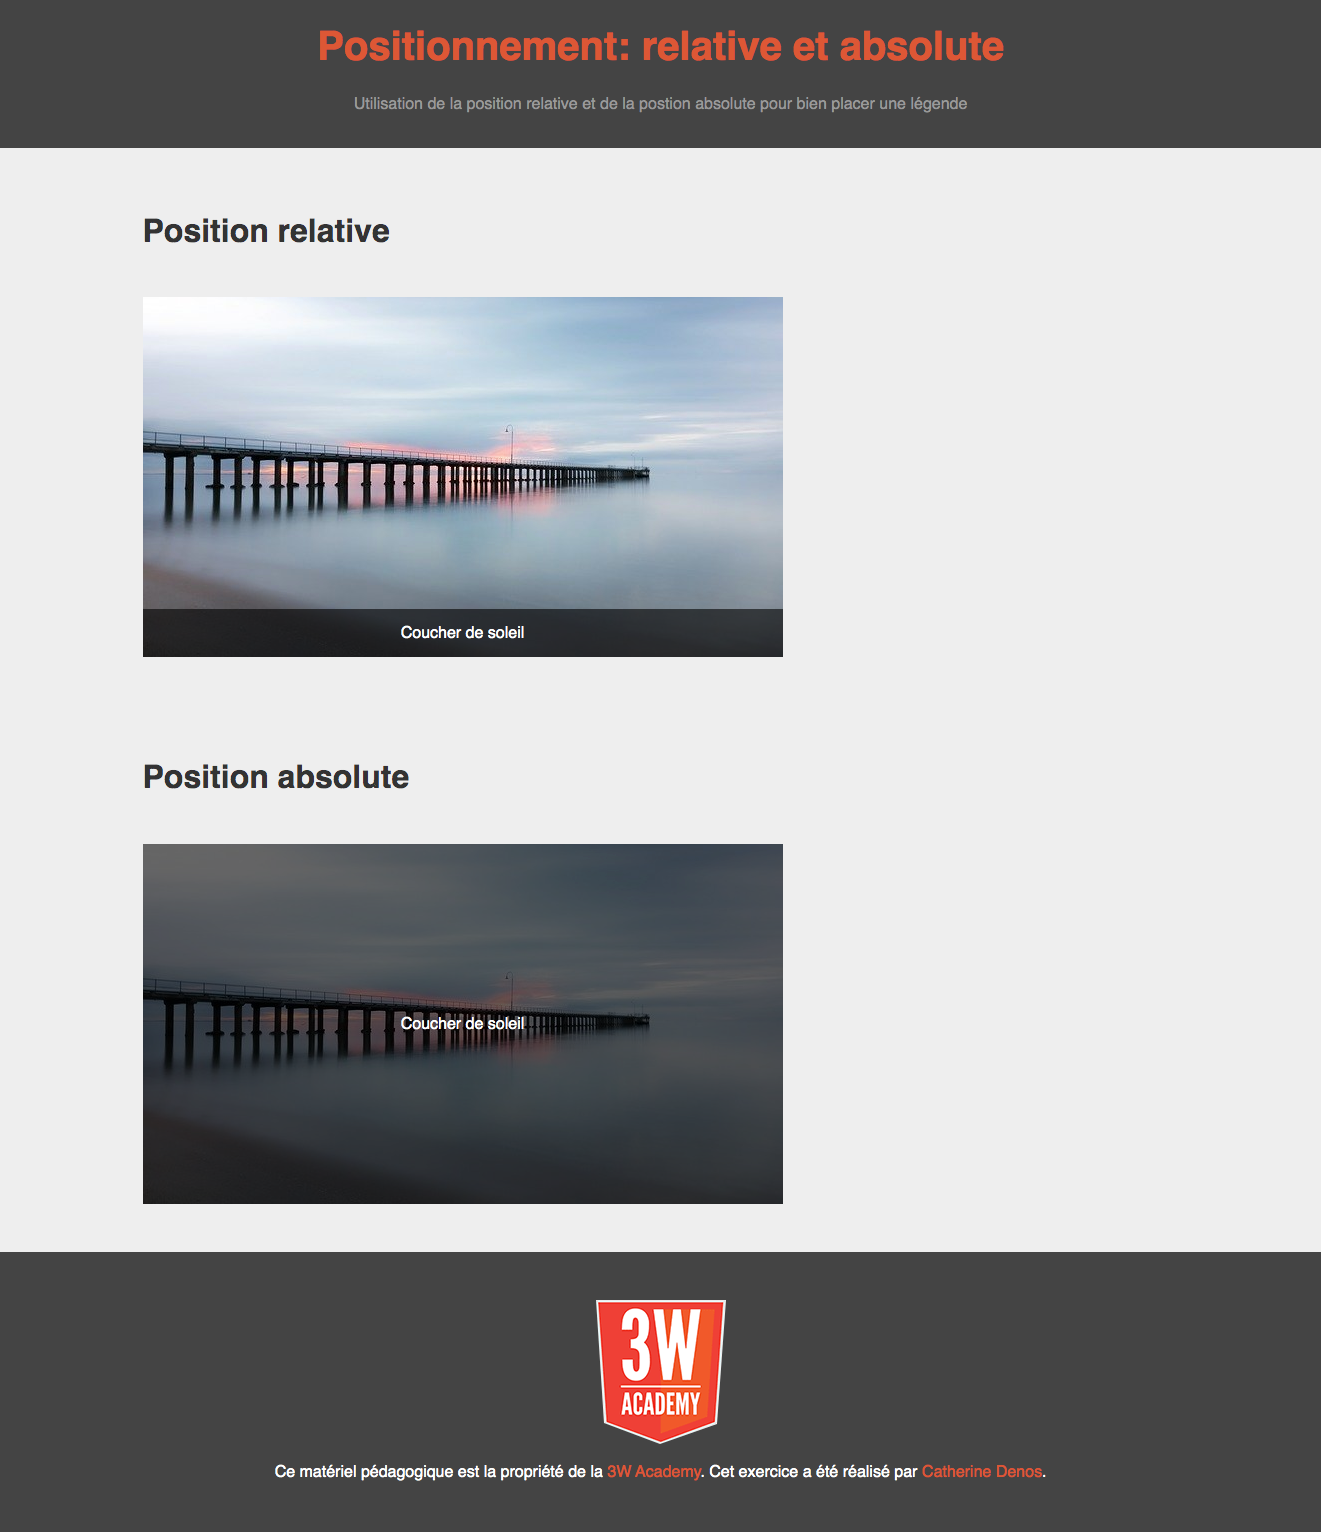 Positionnement: relative et absolute
Utilisation de la position relative et de la postion absolute pour bien placer une légende
Position relative
Coucher de soleil
Position absolute
Coucher de soleil
3W
ACADEMY
Ce matériel pédagogique est la propriété de la 3W Academy. Cet exercice a été réalisé par Catherine Denos.